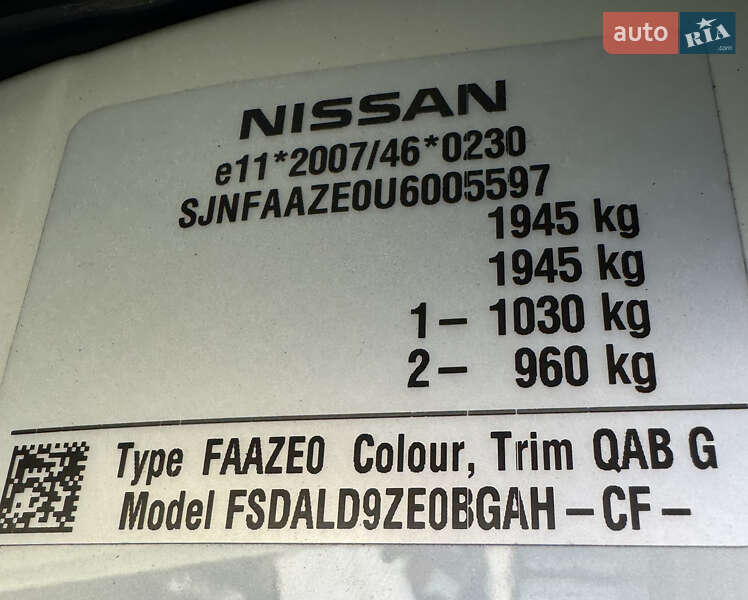 auto RIA.com
NISSAN
e11*2007/46*0230
SJNFAAZE0U6005597
1945 kg
1945 kg
1- 1030 kg
2- 960 kg
Type FAAZE0 Colour, Trim QAB G
Model FSDALD9ZE0BGAH-CF-